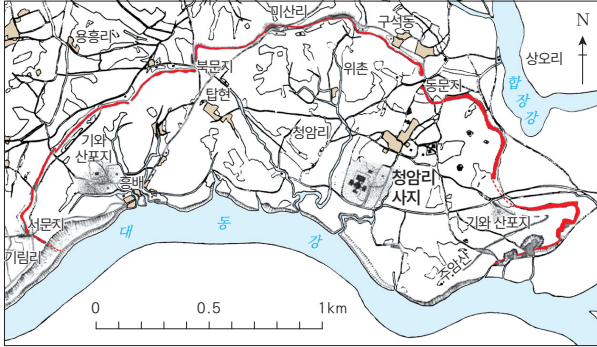 미산리
구석동
N
용흥리
상오리
북문지
위촌
동문지
합장강
탑현
기와
산포지
청암리
청암리
사지
흥배
서문지
대동강
기와 산포지
기림리
주암산
0
0.5
1km